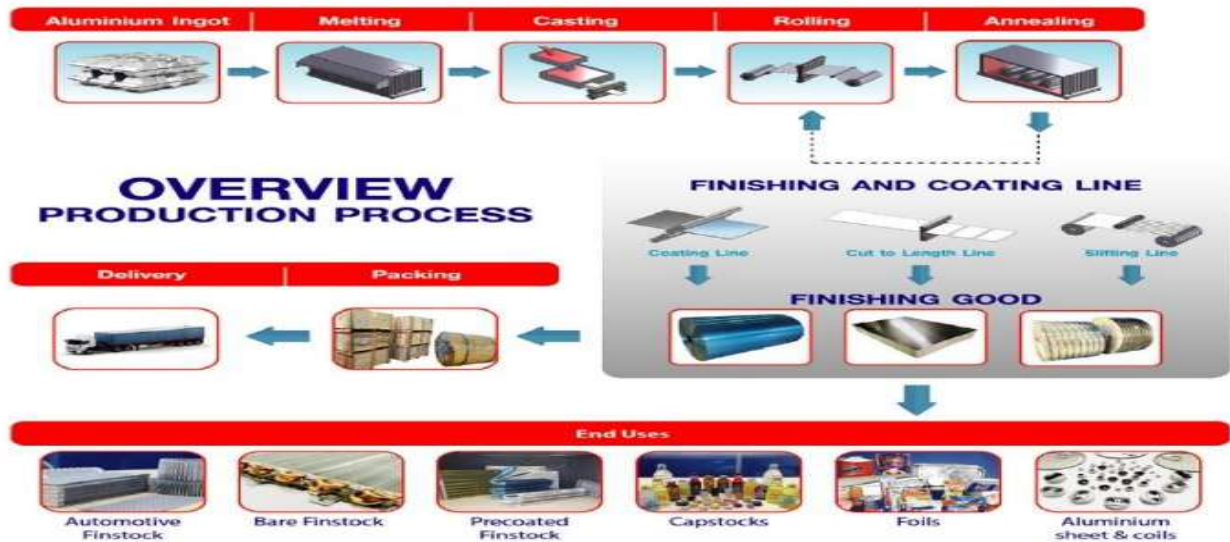 Aluminium Ingot
Melting
Casting
Rolling
Annealing
OVERVIEW
PRODUCTION PROCESS
FINISHING AND COATING LINE
Coating Line
Cut to Length Line
Slitting Line
Delivery
Packing
FINISHING GOOD
End Uses
Automotive
Finstock
Bare Finstock
Precoated
Finstock
Capstocks
Foils
Aluminium
sheet & coils